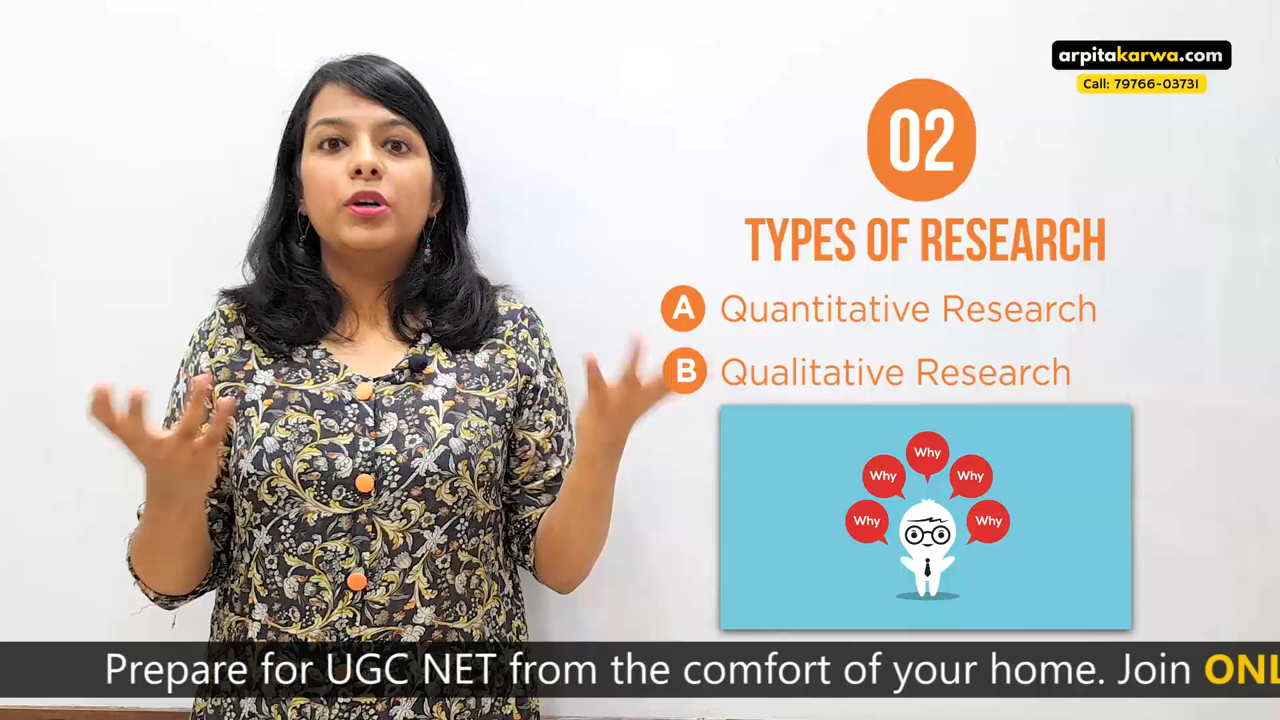 arpitakarwa.com
Call: 79766-03731
02
TYPES OF RESEARCH
A Quantitative Research
B Qualitative Research
Why
Why
Why
Why
Why
Prepare for UGC NET from the comfort of your home. Join ONL